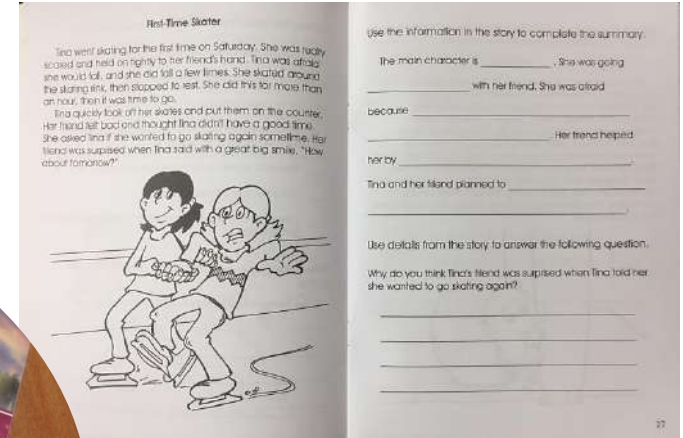 First-Time Skater
Tina went skating for the first time on Saturday. She was really
scared and held on tightly to her friend's hand. Tina was afraid
she would fall, and she did fall a few times. She skated around
the skating rink, then stopped to rest. She did this for more than
an hour, then it was time to go.
Tina quickly took off her skates and put them on the counter.
Her friend felt bad and thought Tina didn't have a good time.
She asked Tina if she wanted to go skating again sometime. Her
friend was surprised when Tina said with a great big smile, "How
about tomorrow?"
Use the information in the story to complete the summary.
The main character is ____________. She was going
____________ with her friend. She was afraid
because ____________
____________. Her friend helped
her by ____________.
Tina and her friend planned to ____________
____________.
Use details from the story to answer the following question.
Why do you think Tina's friend was surprised when Tina told her
she wanted to go skating again?
37